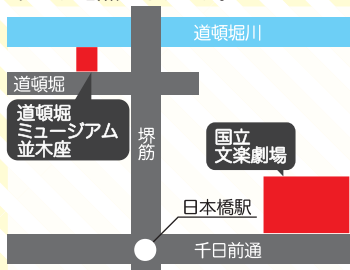 道頓堀川
道頓堀
道頓堀
ミュージアム
並木座
堺筋
国立
文楽劇場
日本橋駅
千日前通